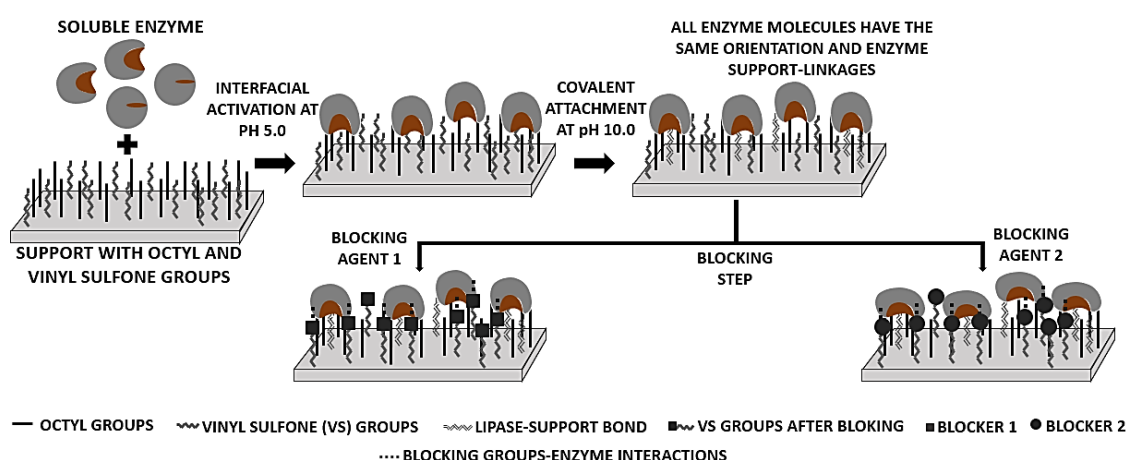 SOLUBLE ENZYME
INTERFACIAL
ACTIVATION AT
PH 5.0
COVALENT
ATTACHMENT
AT pH 10.0
ALL ENZYME MOLECULES HAVE THE
SAME ORIENTATION AND ENZYME
SUPPORT-LINKAGES
SUPPORT WITH OCTYL AND
VINYL SULFONE GROUPS
BLOCKING
AGENT 1
BLOCKING
STEP
BLOCKING
AGENT 2
OCTYL GROUPS
VINYL SULFONE (VS) GROUPS
LIPASE-SUPPORT BOND
VS GROUPS AFTER BLOKING
BLOCKER 1
BLOCKER 2
BLOCKING GROUPS-ENZYME INTERACTIONS